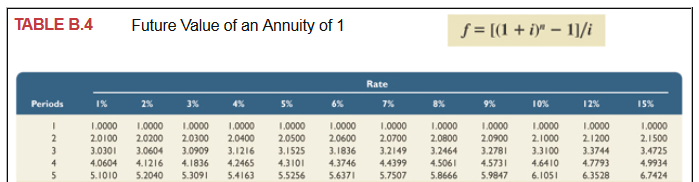 TABLE B.4 Future Value of an Annuity of 1 f = [(1 + i)ⁿ − 1]/i
Rate
Periods 1% 2% 3% 4% 5% 6% 7% 8% 9% 10% 12% 15%
1 1.0000 1.0000 1.0000 1.0000 1.0000 1.0000 1.0000 1.0000 1.0000 1.0000 1.0000 1.0000
2 2.0100 2.0200 2.0300 2.0400 2.0500 2.0600 2.0700 2.0800 2.0900 2.1000 2.1200 2.1500
3 3.0301 3.0604 3.0909 3.1216 3.1525 3.1836 3.2149 3.2464 3.2781 3.3100 3.3744 3.4725
4 4.0604 4.1216 4.1836 4.2465 4.3101 4.3746 4.4399 4.5061 4.5731 4.6410 4.7793 4.9934
5 5.1010 5.2040 5.3091 5.4163 5.5256 5.6371 5.7507 5.8666 5.9847 6.1051 6.3528 6.7424